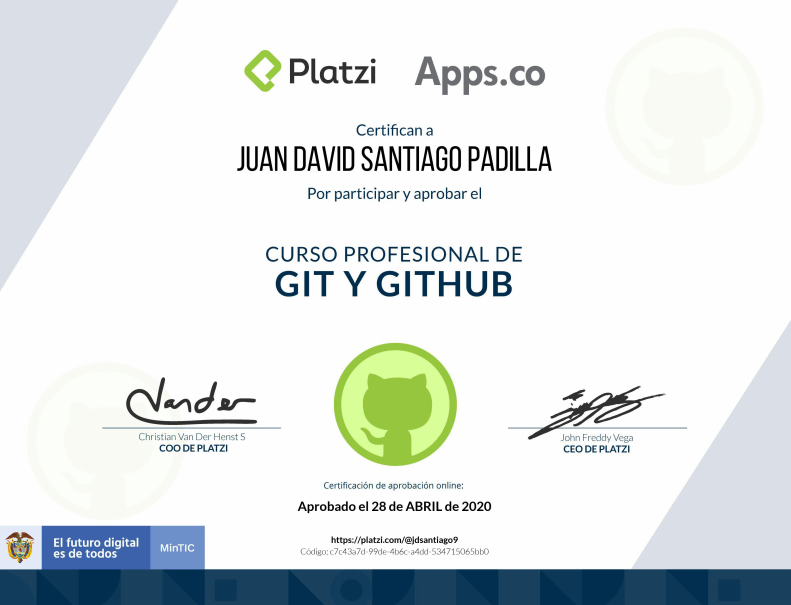 Platzi Apps.co
Certifican a
JUAN DAVID SANTIAGO PADILLA
Por participar y aprobar el
CURSO PROFESIONAL DE
GIT Y GITHUB
Vander
Christian Van Der Henst S
COO DE PLATZI
John Freddy Vega
CEO DE PLATZI
Certificación de aprobación online:
Aprobado el 28 de ABRIL de 2020
El futuro digital
es de todos
MinTIC
https://platzi.com/@jdsantiago9
Código: c7c43a7d-99de-4b6c-a4dd-534715065bb0